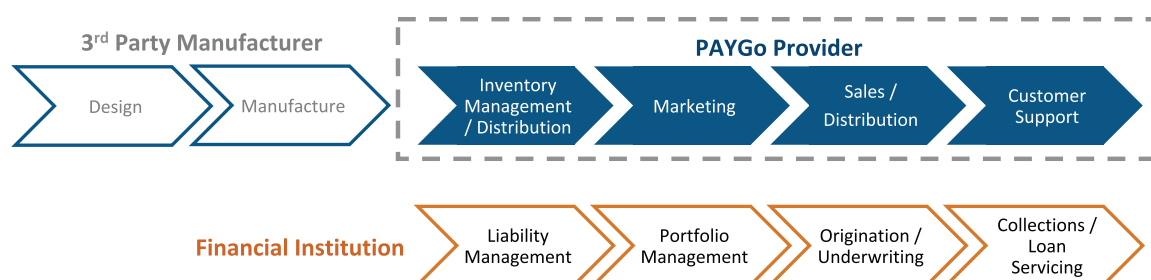 3rd Party Manufacturer
PAYGo Provider
Design
Manufacture
Inventory
Management
/ Distribution
Marketing
Sales /
Distribution
Customer
Support
Financial Institution
Liability
Management
Portfolio
Management
Origination /
Underwriting
Collections /
Loan
Servicing